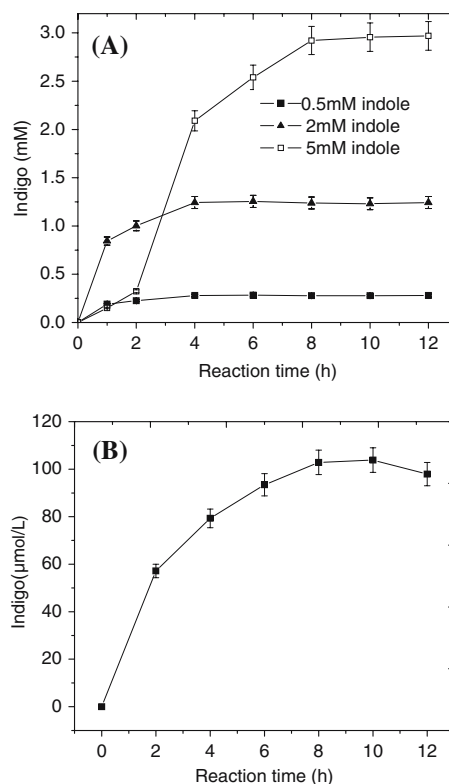 (A)
3.0
2.5
2.0
1.5
1.0
0.5
0.0
Indigo (mM)
0.5mM indole
2mM indole
5mM indole
0 2 4 6 8 10 12
Reaction time (h)
(B)
120
100
80
60
40
20
0
Indigo(μmol/L)
0 2 4 6 8 10 12
Reaction time (h)